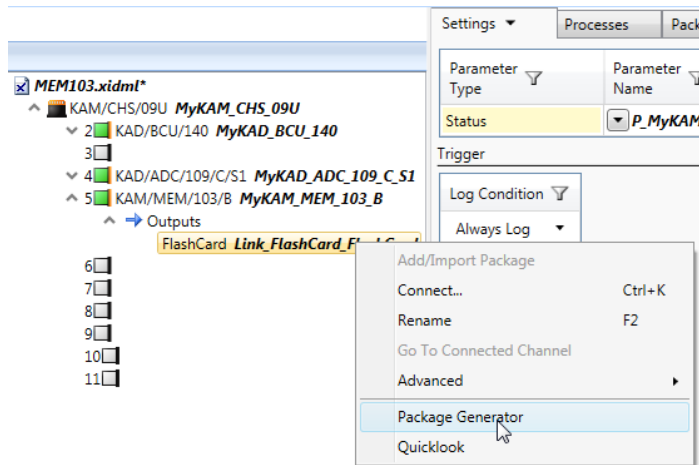 Settings Processes Pack
Parameter Type Parameter Name
Status P_MyKAM
Trigger
Log Condition
Always Log
MEM103.xidml*
KAM/CHS/09U MyKAM_CHS_09U
2 KAD/BCU/140 MyKAD_BCU_140
3
4 KAD/ADC/109/C/S1 MyKAD_ADC_109_C_S1
5 KAM/MEM/103/B MyKAM_MEM_103_B
Outputs
FlashCard Link_FlashCard_FlashCard
6
7
8
9
10
11
Add/Import Package
Connect... Ctrl+K
Rename F2
Go To Connected Channel
Advanced
Package Generator
Quicklook